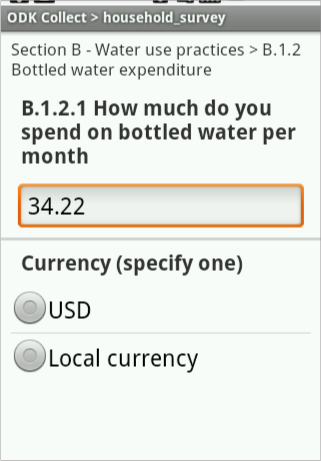 ODK Collect > household_survey
Section B - Water use practices > B.1.2
Bottled water expenditure
B.1.2.1 How much do you
spend on bottled water per
month
34.22
Currency (specify one)
USD
Local currency